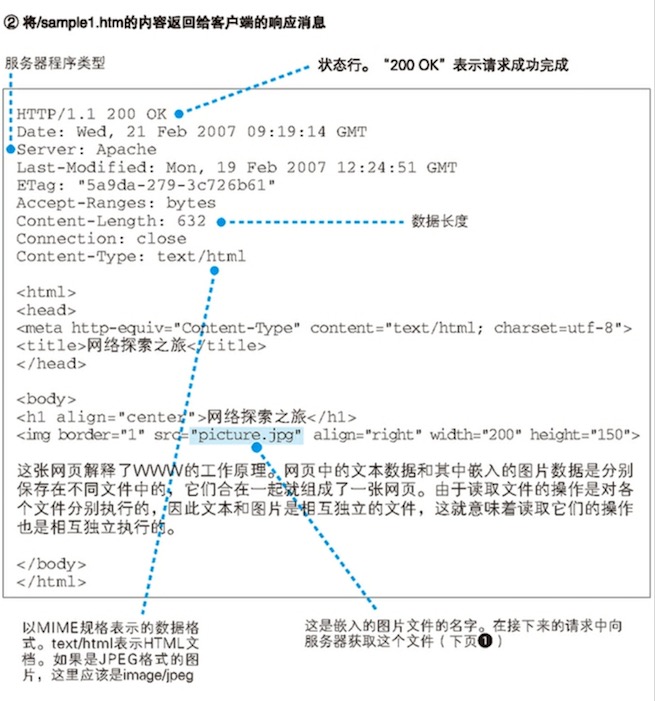 ② 将/sample1.htm的内容返回给客户端的响应消息
服务器程序类型
状态行。“200 OK”表示请求成功完成
HTTP/1.1 200 OK
Date: Wed, 21 Feb 2007 09:19:14 GMT
Server: Apache
Last-Modified: Mon, 19 Feb 2007 12:24:51 GMT
ETag: "5a9da-279-3c726b61"
Accept-Ranges: bytes
Content-Length: 632
数据长度
Connection: close
Content-Type: text/html
<html>
<head>
<meta http-equiv="Content-Type" content="text/html; charset=utf-8">
<title>网络探索之旅</title>
</head>
<body>
<h1 align="center">网络探索之旅</h1>
<img border="1" src="picture.jpg" align="right" width="200" height="150">
这张网页解释了WWW的工作原理。网页中的文本数据和其中嵌入的图片数据是分别
保存在不同文件中的，它们合在一起就组成了一张网页。由于读取文件的操作是对各
个文件分别执行的，因此文本和图片是相互独立的文件，这就意味着读取它们的操作
也是相互独立执行的。
</body>
</html>
以MIME规格表示的数据格
式。text/html表示HTML文
档。如果是JPEG格式的图
片，这里应该是image/jpeg
这是嵌入的图片文件的名字。在接下来的请求中向
服务器获取这个文件（下页❶）